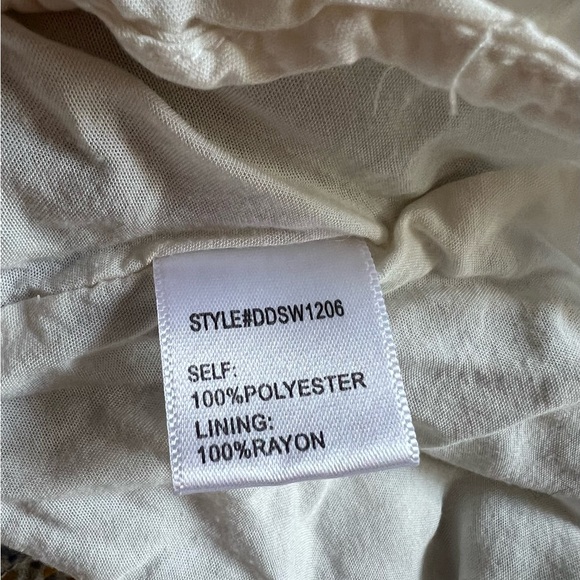 STYLE#DDSW1206
SELF:
100%POLYESTER
LINING:
100%RAYON